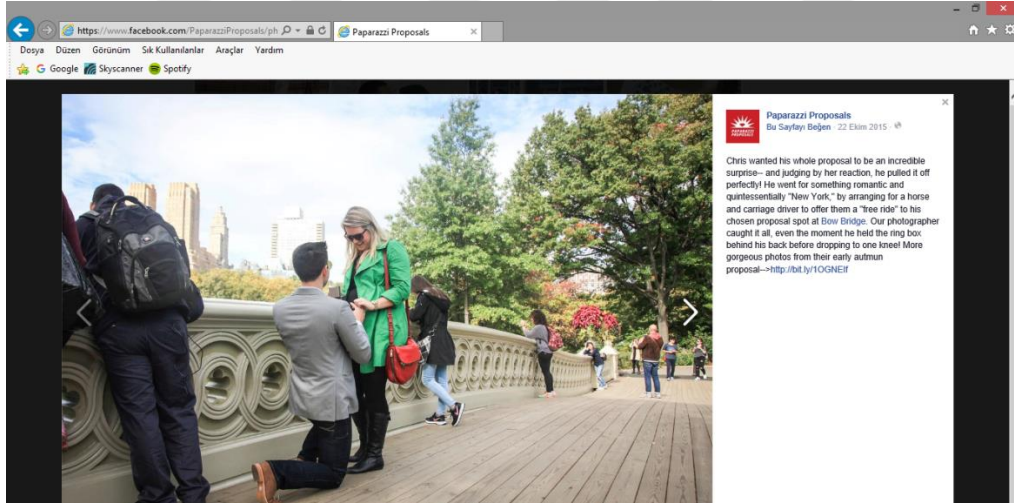 https://www.facebook.com/PaparazziProposals/ph
Paparazzi Proposals
Dosya Düzen Görünüm Sık Kullanılanlar Araçlar Yardım
Google Skyscanner Spotify
PAPARAZZI
PROPOSALS
Paparazzi Proposals
Bu Sayfayı Beğen · 22 Ekim 2015 ·
Chris wanted his whole proposal to be an incredible
surprise-- and judging by her reaction, he pulled it off
perfectly! He went for something romantic and
quintessentially "New York," by arranging for a horse
and carriage driver to offer them a "free ride" to his
chosen proposal spot at Bow Bridge. Our photographer
caught it all, even the moment he held the ring box
behind his back before dropping to one knee! More
gorgeous photos from their early autmun
proposal-->http://bit.ly/1OGNElf